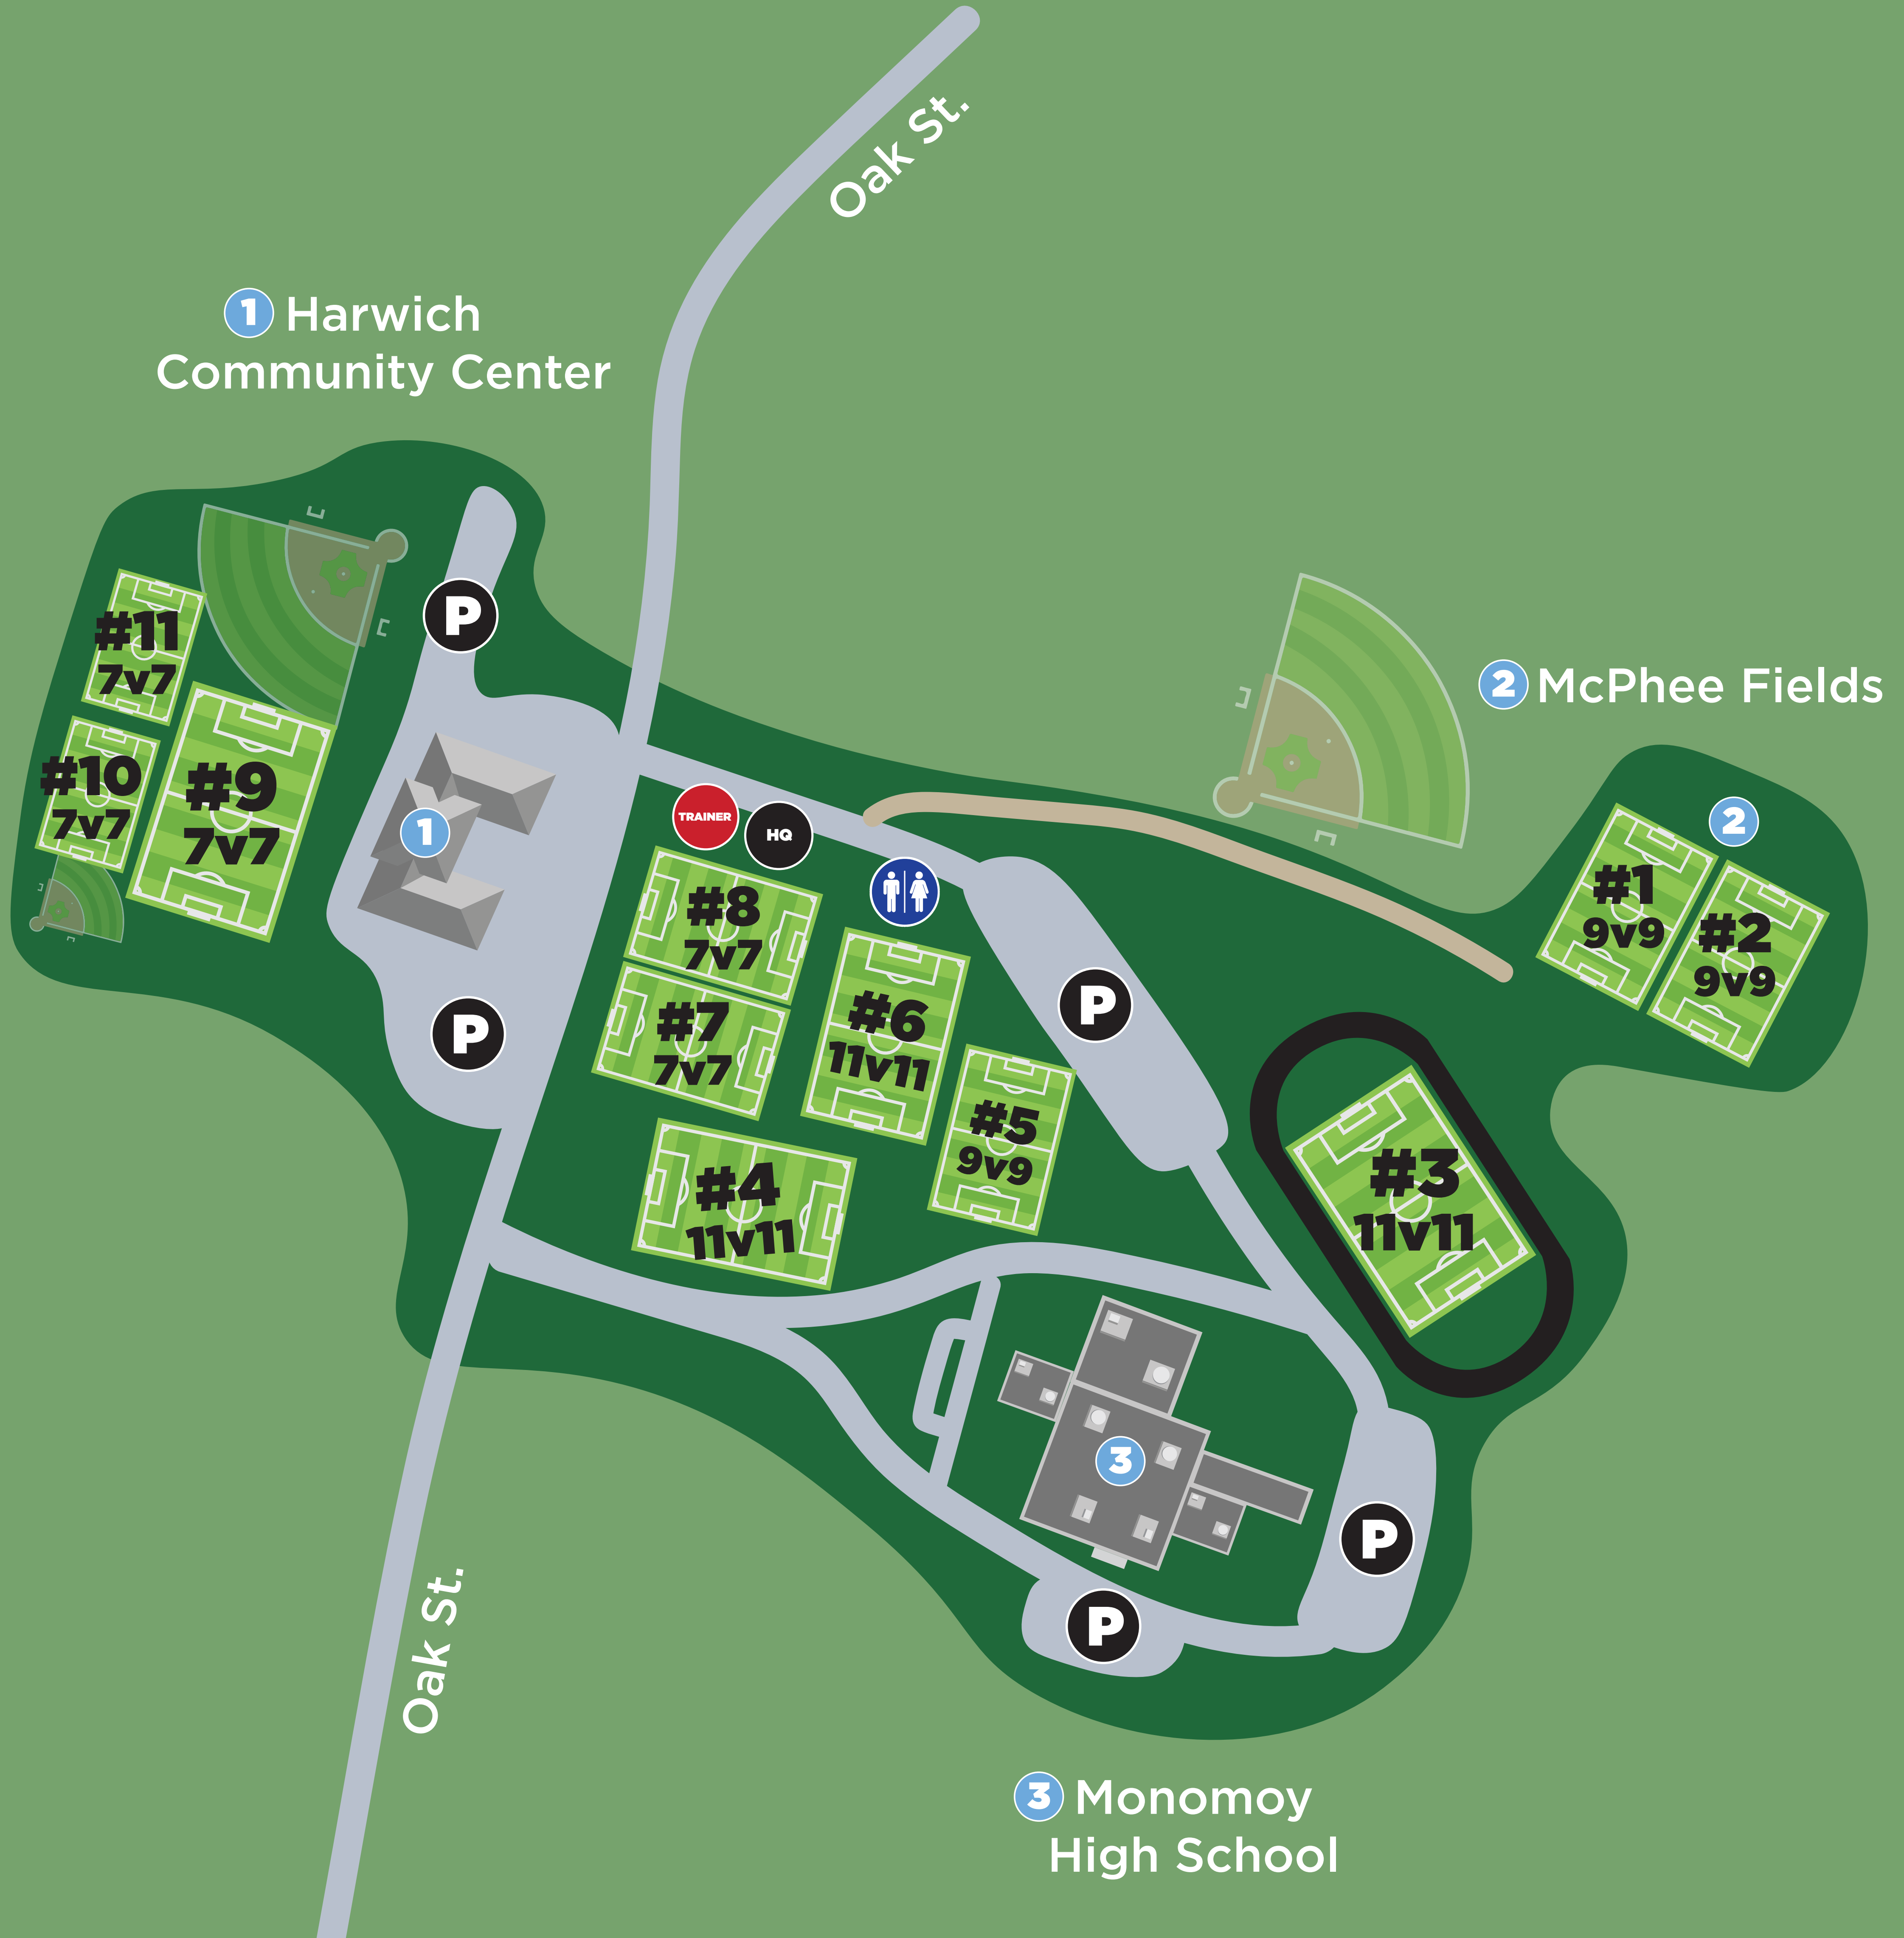 Oak St.
1 Harwich
Community Center
P
#11
7v7
#10
7v7
#9
7v7
1
P
TRAINER
HQ
#8
7v7
#7
7v7
#6
11v11
#5
9v9
#4
11v11
P
2 McPhee Fields
2
#1
9v9
#2
9v9
#3
11v11
3
P
P
Oak St.
3 Monomoy
High School